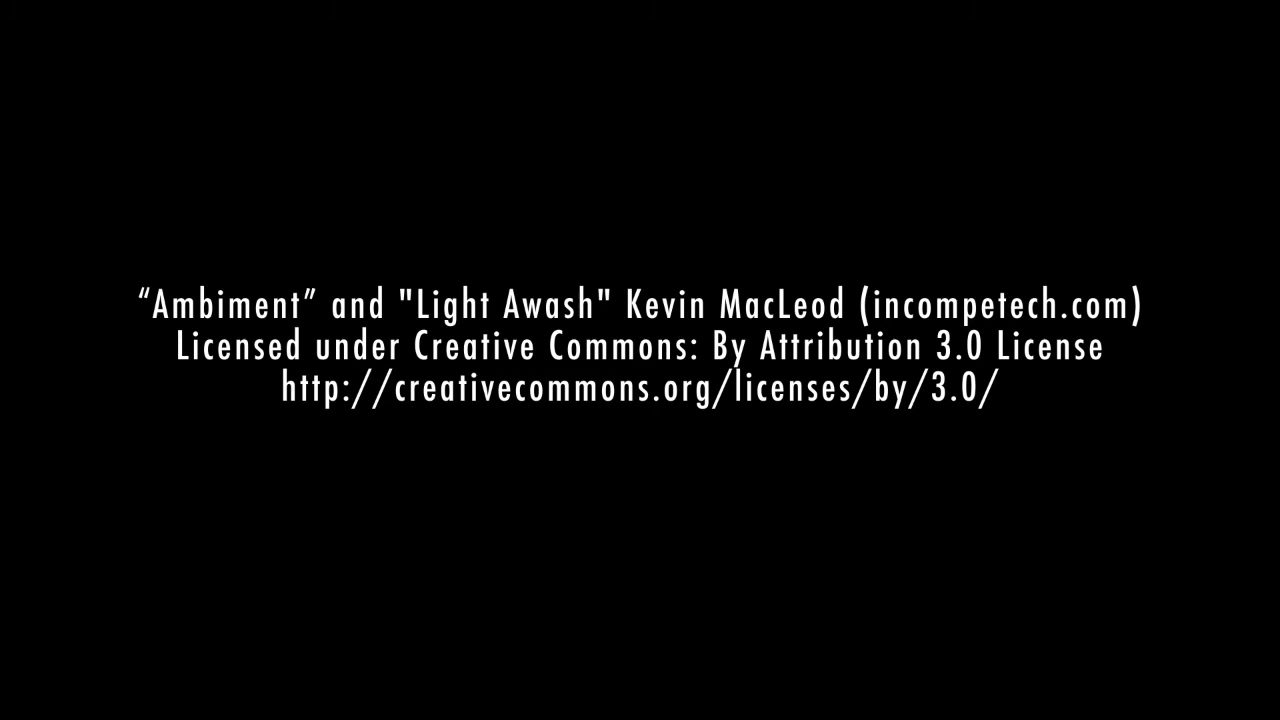 “Ambiment” and "Light Awash" Kevin MacLeod (incompetech.com)
Licensed under Creative Commons: By Attribution 3.0 License
http://creativecommons.org/licenses/by/3.0/